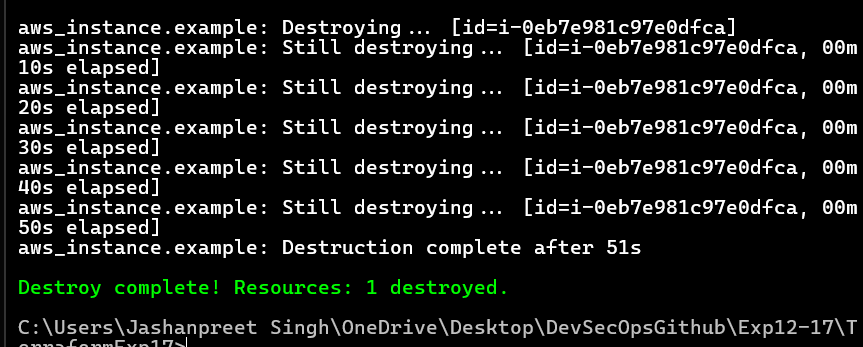 aws_instance.example: Destroying... [id=i-0eb7e981c97e0dfca]
aws_instance.example: Still destroying... [id=i-0eb7e981c97e0dfca, 00m
10s elapsed]
aws_instance.example: Still destroying... [id=i-0eb7e981c97e0dfca, 00m
20s elapsed]
aws_instance.example: Still destroying... [id=i-0eb7e981c97e0dfca, 00m
30s elapsed]
aws_instance.example: Still destroying... [id=i-0eb7e981c97e0dfca, 00m
40s elapsed]
aws_instance.example: Still destroying... [id=i-0eb7e981c97e0dfca, 00m
50s elapsed]
aws_instance.example: Destruction complete after 51s
Destroy complete! Resources: 1 destroyed.
C:\Users\Jashanpreet Singh\OneDrive\Desktop\DevSecOpsGithub\Exp12-17\T
erraformExp17>